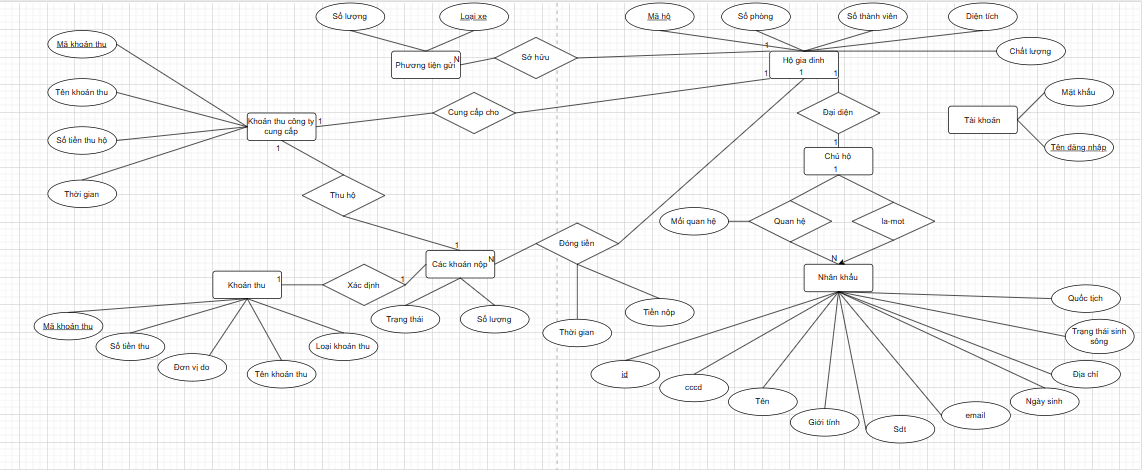 Số lượng
Loại xe
Mã hộ
Số phòng
Số thành viên
Diện tích
Mã khoản thu
Phương tiện gửi
N
Sở hữu
1
Hộ gia đình
1
1
1
Chất lượng
Tên khoản thu
Mật khẩu
Khoản thu công ty
cung cấp
1
1
Cung cấp cho
Đại diện
Tài khoản
Số tiền thu hộ
Tên đăng nhập
1
Chủ hộ
1
Thời gian
Thu hộ
Mối quan hệ
Quan hệ
Ia-mot
1
Đóng tiền
N
Các khoản nộp
N
Nhân khẩu
Khoản thu
1
Xác định
1
Quốc tịch
Mã khoản thu
Trạng thái
Số lượng
Tiền nộp
Thời gian
Trạng thái sinh
sống
Số tiền thu
Loại khoản thu
Đơn vị đo
Tên khoản thu
id
cccd
Địa chỉ
Tên
Ngày sinh
Giới tính
Sdt
email